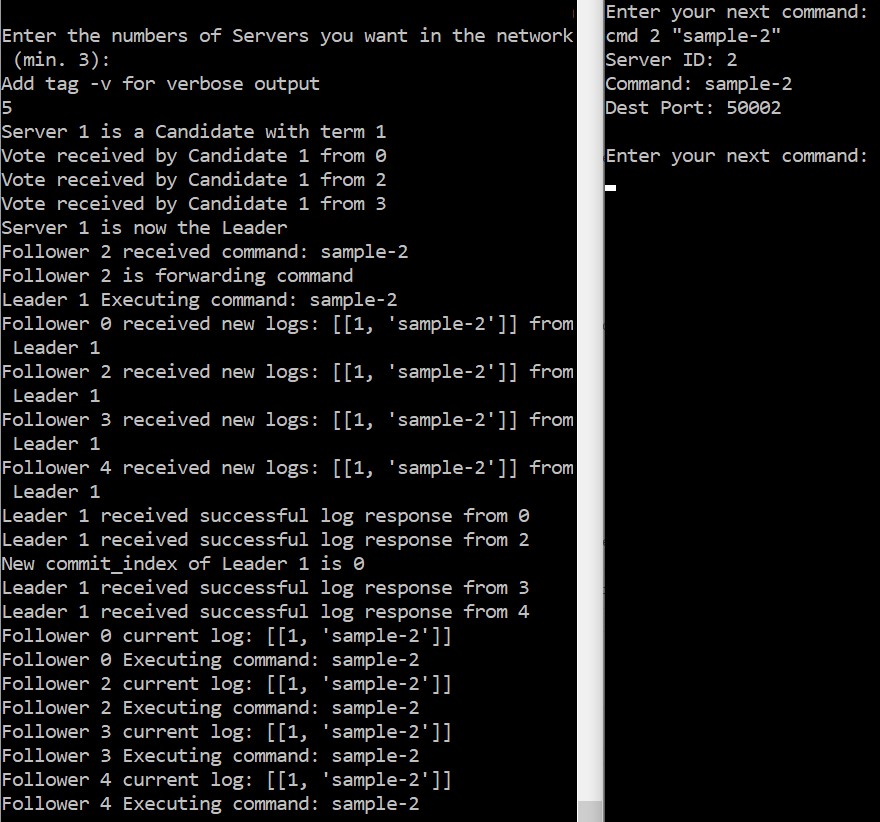 Enter the numbers of Servers you want in the network
 (min. 3):
Add tag -v for verbose output
5
Server 1 is a Candidate with term 1
Vote received by Candidate 1 from 0
Vote received by Candidate 1 from 2
Vote received by Candidate 1 from 3
Server 1 is now the Leader
Follower 2 received command: sample-2
Follower 2 is forwarding command
Leader 1 Executing command: sample-2
Follower 0 received new logs: [[1, 'sample-2']] from
 Leader 1
Follower 2 received new logs: [[1, 'sample-2']] from
 Leader 1
Follower 3 received new logs: [[1, 'sample-2']] from
 Leader 1
Follower 4 received new logs: [[1, 'sample-2']] from
 Leader 1
Leader 1 received successful log response from 0
Leader 1 received successful log response from 2
New commit_index of Leader 1 is 0
Leader 1 received successful log response from 3
Leader 1 received successful log response from 4
Follower 0 current log: [[1, 'sample-2']]
Follower 0 Executing command: sample-2
Follower 2 current log: [[1, 'sample-2']]
Follower 2 Executing command: sample-2
Follower 3 current log: [[1, 'sample-2']]
Follower 3 Executing command: sample-2
Follower 4 current log: [[1, 'sample-2']]
Follower 4 Executing command: sample-2
Enter your next command:
cmd 2 "sample-2"
Server ID: 2
Command: sample-2
Dest Port: 50002
Enter your next command: